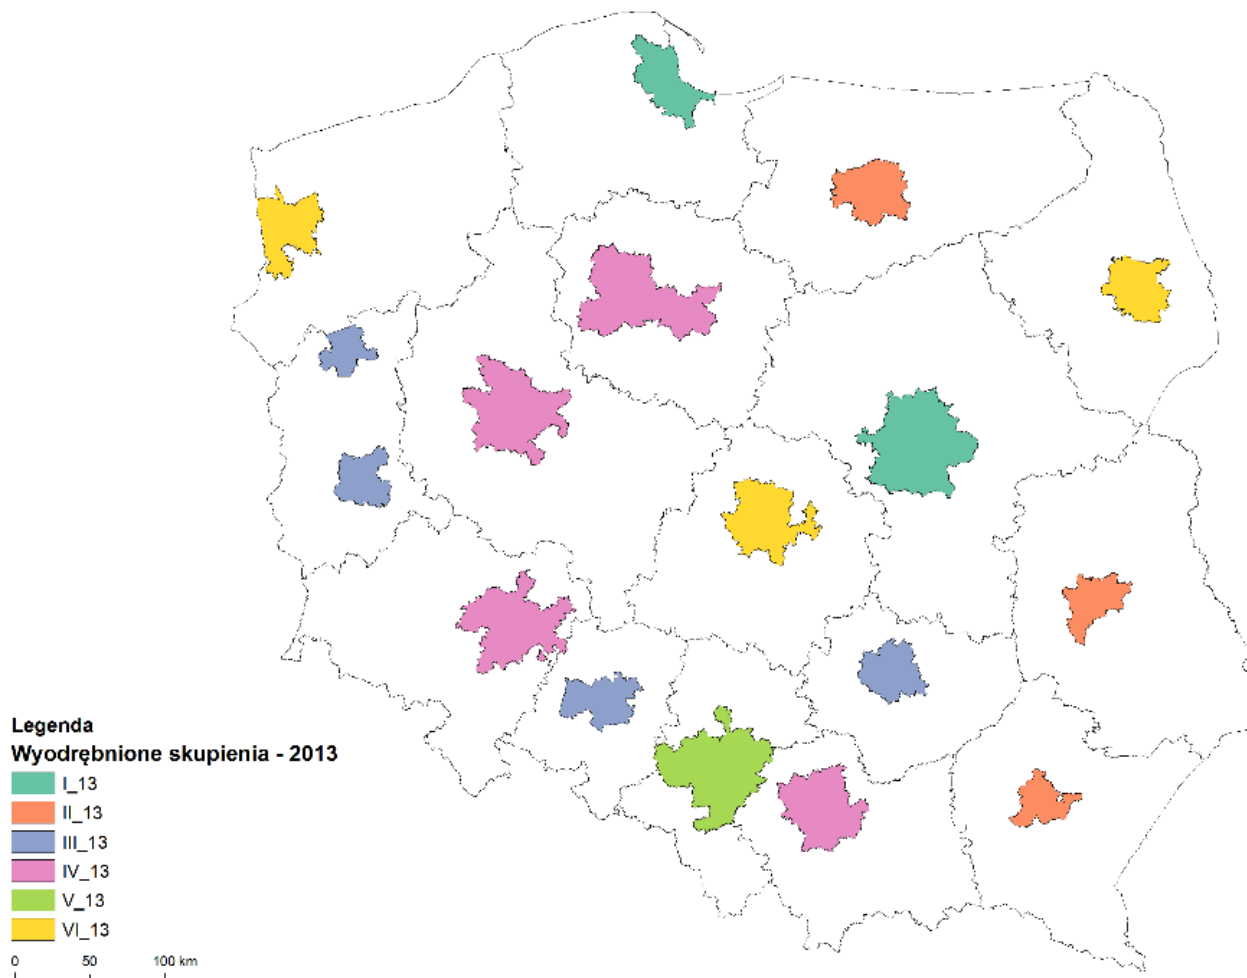 Legenda
Wyodrębnione skupienia - 2013
I_13
II_13
III_13
IV_13
V_13
VI_13
0 50 100 km